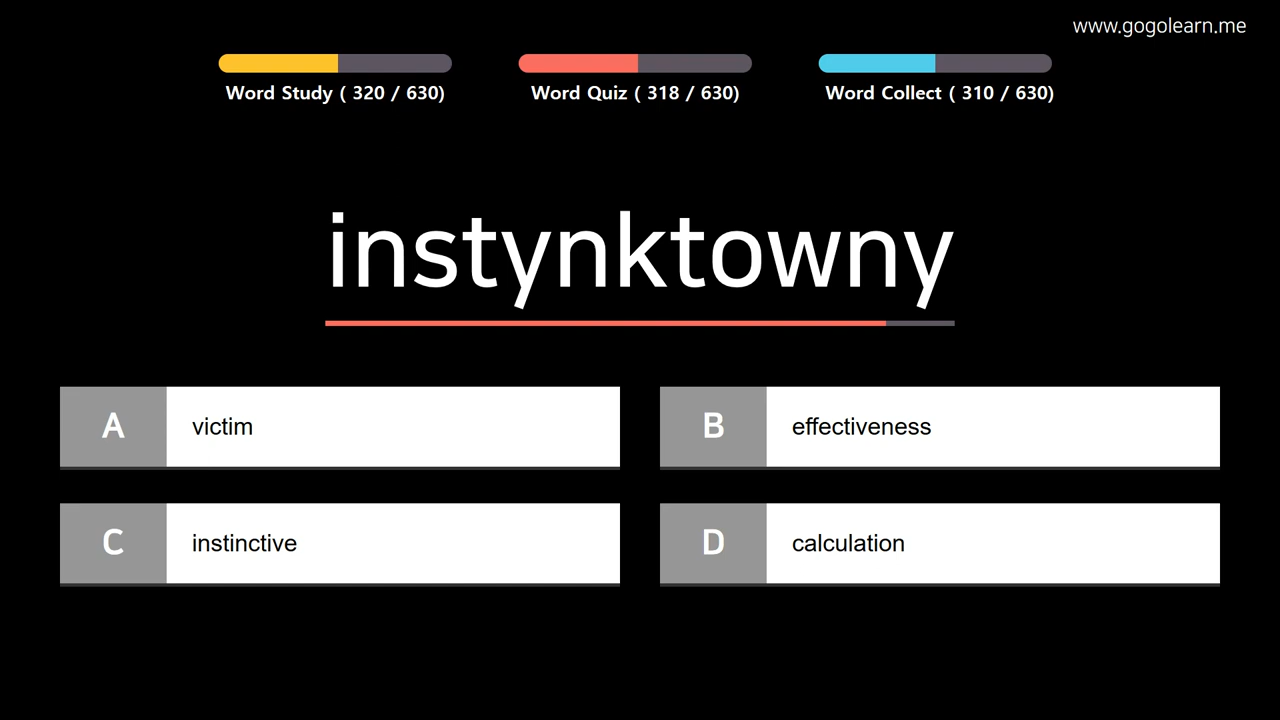 www.gogolearn.me
Word Study ( 320 / 630)
Word Quiz ( 318 / 630)
Word Collect ( 310 / 630)
instynktowny
A victim
B effectiveness
C instinctive
D calculation